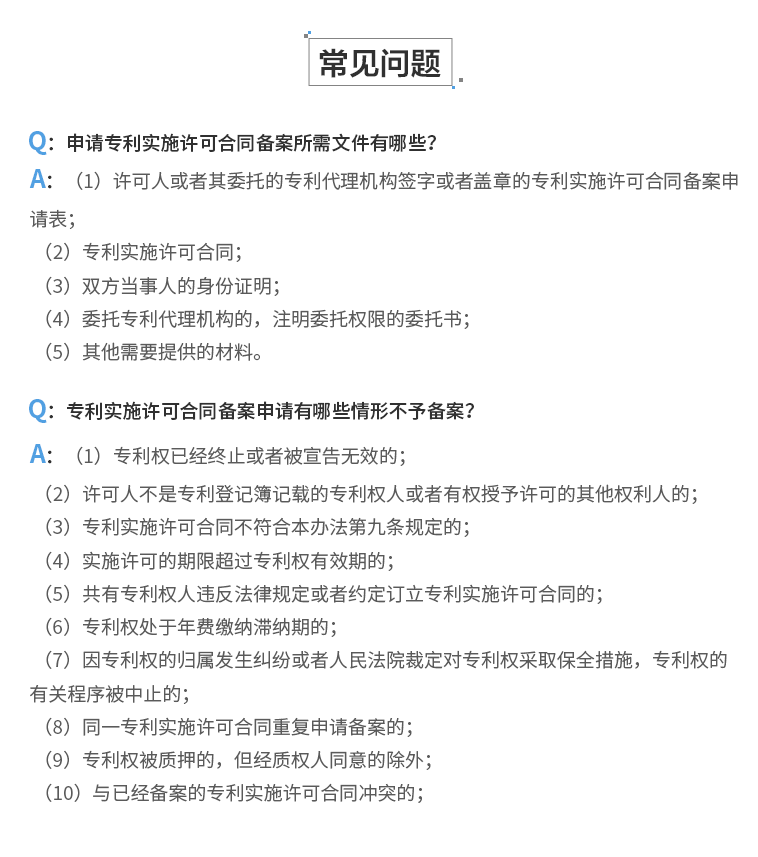 常见问题
Q：申请专利实施许可合同备案所需文件有哪些？
A：（1）许可人或者其委托的专利代理机构签字或者盖章的专利实施许可合同备案申
请表；
（2）专利实施许可合同；
（3）双方当事人的身份证明；
（4）委托专利代理机构的，注明委托权限的委托书；
（5）其他需要提供的材料。
Q：专利实施许可合同备案申请有哪些情形不予备案？
A：（1）专利权已经终止或者被宣告无效的；
（2）许可人不是专利登记簿记载的专利权人或者有权授予许可的其他权利人的；
（3）专利实施许可合同不符合本办法第九条规定的；
（4）实施许可的期限超过专利权有效期的；
（5）共有专利权人违反法律规定或者约定订立专利实施许可合同的；
（6）专利权处于年费缴纳滞纳期的；
（7）因专利权的归属发生纠纷或者人民法院裁定对专利权采取保全措施，专利权的
有关程序被中止的；
（8）同一专利实施许可合同重复申请备案的；
（9）专利权被质押的，但经质权人同意的除外；
（10）与已经备案的专利实施许可合同冲突的；